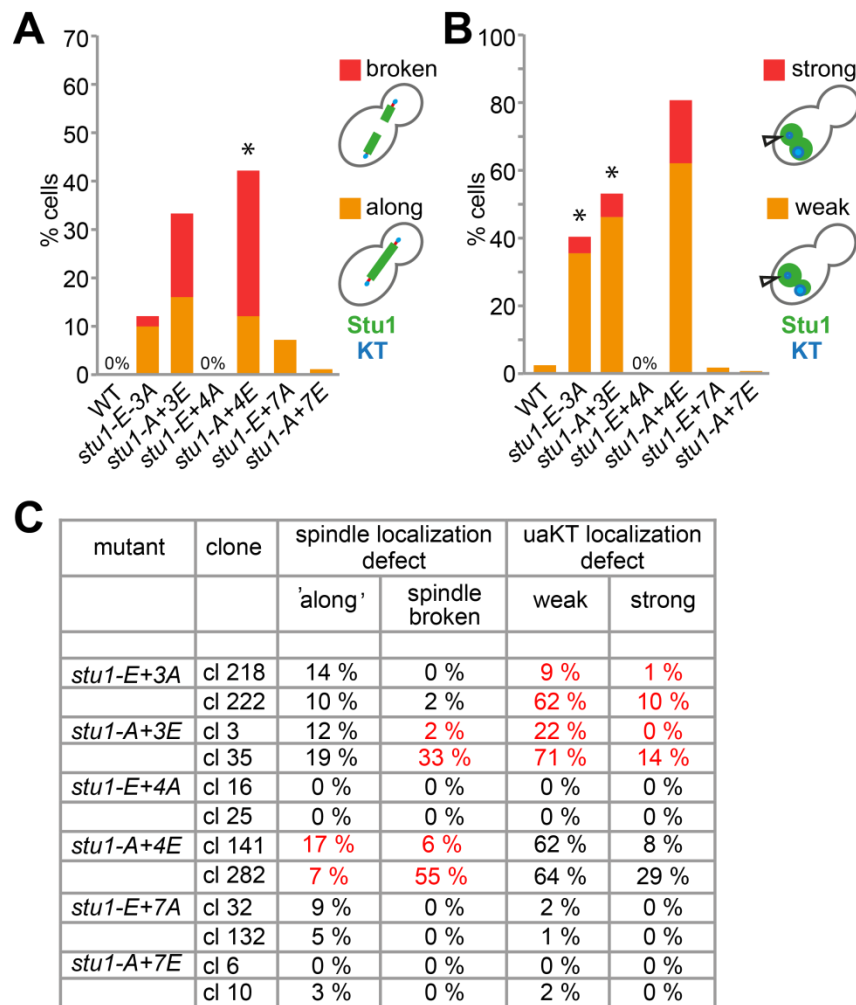 A
70
60
50
40
30
20
10
0
% cells
broken
*
along
Stu1
KT
0%
0%
WT
stu1-E-3A
stu1-A+3E
stu1-E+4A
stu1-A+4E
stu1-E+7A
stu1-A+7E
B
100
80
60
40
20
0
% cells
strong
*
*
weak
Stu1
KT
0%
WT
stu1-E-3A
stu1-A+3E
stu1-E+4A
stu1-A+4E
stu1-E+7A
stu1-A+7E
C
mutant clone spindle localization defect uaKT localization defect
'along' spindle broken weak strong
stu1-E+3A cl 218 14 % 0 % 9 % 1 %
cl 222 10 % 2 % 62 % 10 %
stu1-A+3E cl 3 12 % 2 % 22 % 0 %
cl 35 19 % 33 % 71 % 14 %
stu1-E+4A cl 16 0 % 0 % 0 % 0 %
cl 25 0 % 0 % 0 % 0 %
stu1-A+4E cl 141 17 % 6 % 62 % 8 %
cl 282 7 % 55 % 64 % 29 %
stu1-E+7A cl 32 9 % 0 % 2 % 0 %
cl 132 5 % 0 % 1 % 0 %
stu1-A+7E cl 6 0 % 0 % 0 % 0 %
cl 10 3 % 0 % 2 % 0 %